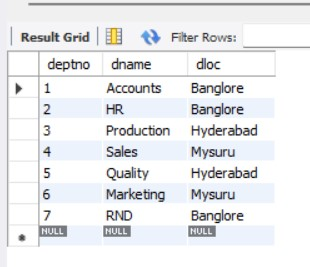 Result Grid Filter Rows:
deptno dname dloc
1 Accounts Banglore
2 HR Banglore
3 Production Hyderabad
4 Sales Mysuru
5 Quality Hyderabad
6 Marketing Mysuru
7 RND Banglore
NULL NULL NULL